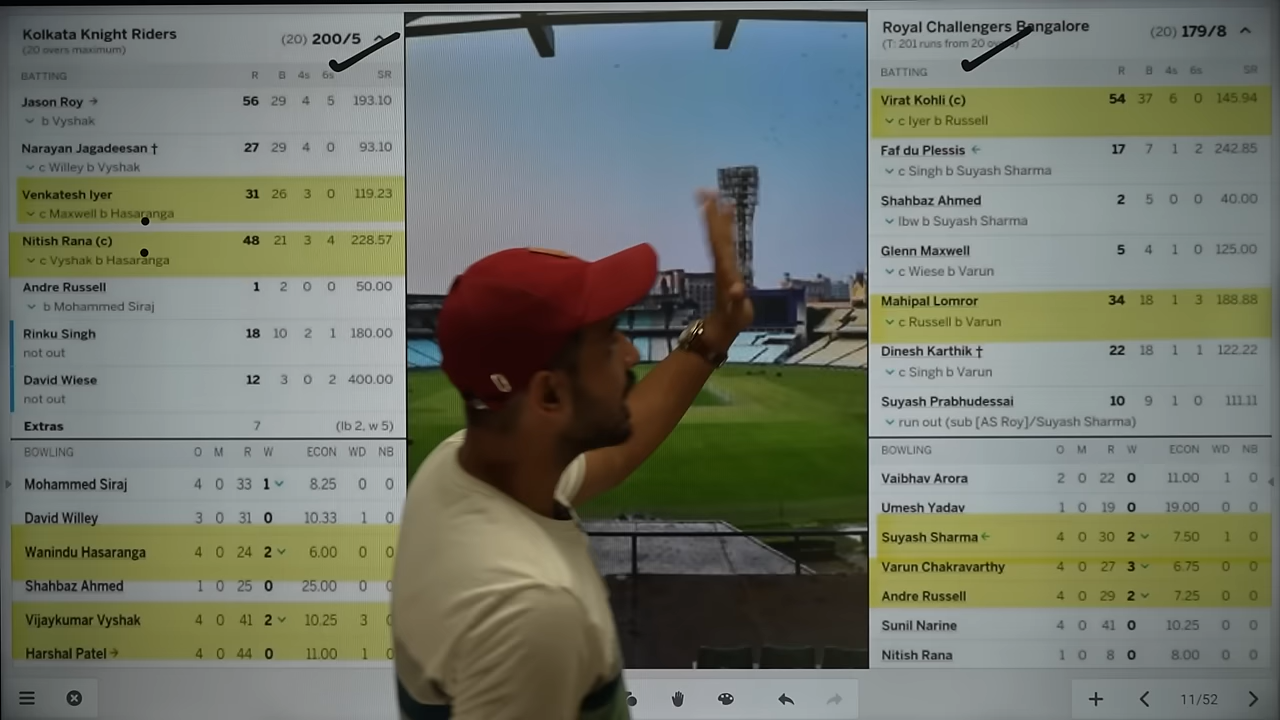 Kolkata Knight Riders (20) 200/5
(20 overs maximum)
BATTING R B 4s 6s SR
Jason Roy → 56 29 4 5 193.10
b Vyshak
Narayan Jagadeesan † 27 29 4 0 93.10
c Willey b Vyshak
Venkatesh Iyer 31 26 3 0 119.23
c Maxwell b Hasaranga
Nitish Rana (c) 48 21 3 4 228.57
c Vyshak b Hasaranga
Andre Russell 1 2 0 0 50.00
b Mohammed Siraj
Rinku Singh 18 10 2 1 180.00
not out
David Wiese 12 3 0 2 400.00
not out
Extras 7 (lb 2, w 5)
BOWLING O M R W ECON WD NB
Mohammed Siraj 4 0 33 1 8.25 0 0
David Willey 3 0 31 0 10.33 1 0
Wanindu Hasaranga 4 0 24 2 6.00 0 0
Shahbaz Ahmed 1 0 25 0 25.00 0 0
Vijaykumar Vyshak 4 0 41 2 10.25 3 0
Harshal Patel → 4 0 44 0 11.00 1 0
Royal Challengers Bangalore (20) 179/8
(T: 201 runs from 20 overs)
BATTING R B 4s 6s SR
Virat Kohli (c) 54 37 6 0 145.94
c Iyer b Russell
Faf du Plessis ← 17 7 1 2 242.85
c Singh b Suyash Sharma
Shahbaz Ahmed 2 5 0 0 40.00
lbw b Suyash Sharma
Glenn Maxwell 5 4 1 0 125.00
c Wiese b Varun
Mahipal Lomror 34 18 1 3 188.88
c Russell b Varun
Dinesh Karthik † 22 18 1 1 122.22
c Singh b Varun
Suyash Prabhudessai 10 9 1 0 111.11
run out (sub [AS Roy]/Suyash Sharma)
BOWLING O M R W ECON WD NB
Vaibhav Arora 2 0 22 0 11.00 1 0
Umesh Yadav 1 0 19 0 19.00 0 0
Suyash Sharma ← 4 0 30 2 7.50 1 0
Varun Chakravarthy 4 0 27 3 6.75 0 0
Andre Russell 4 0 29 2 7.25 0 0
Sunil Narine 4 0 41 0 10.25 0 0
Nitish Rana 1 0 8 0 8.00 0 0
11/52